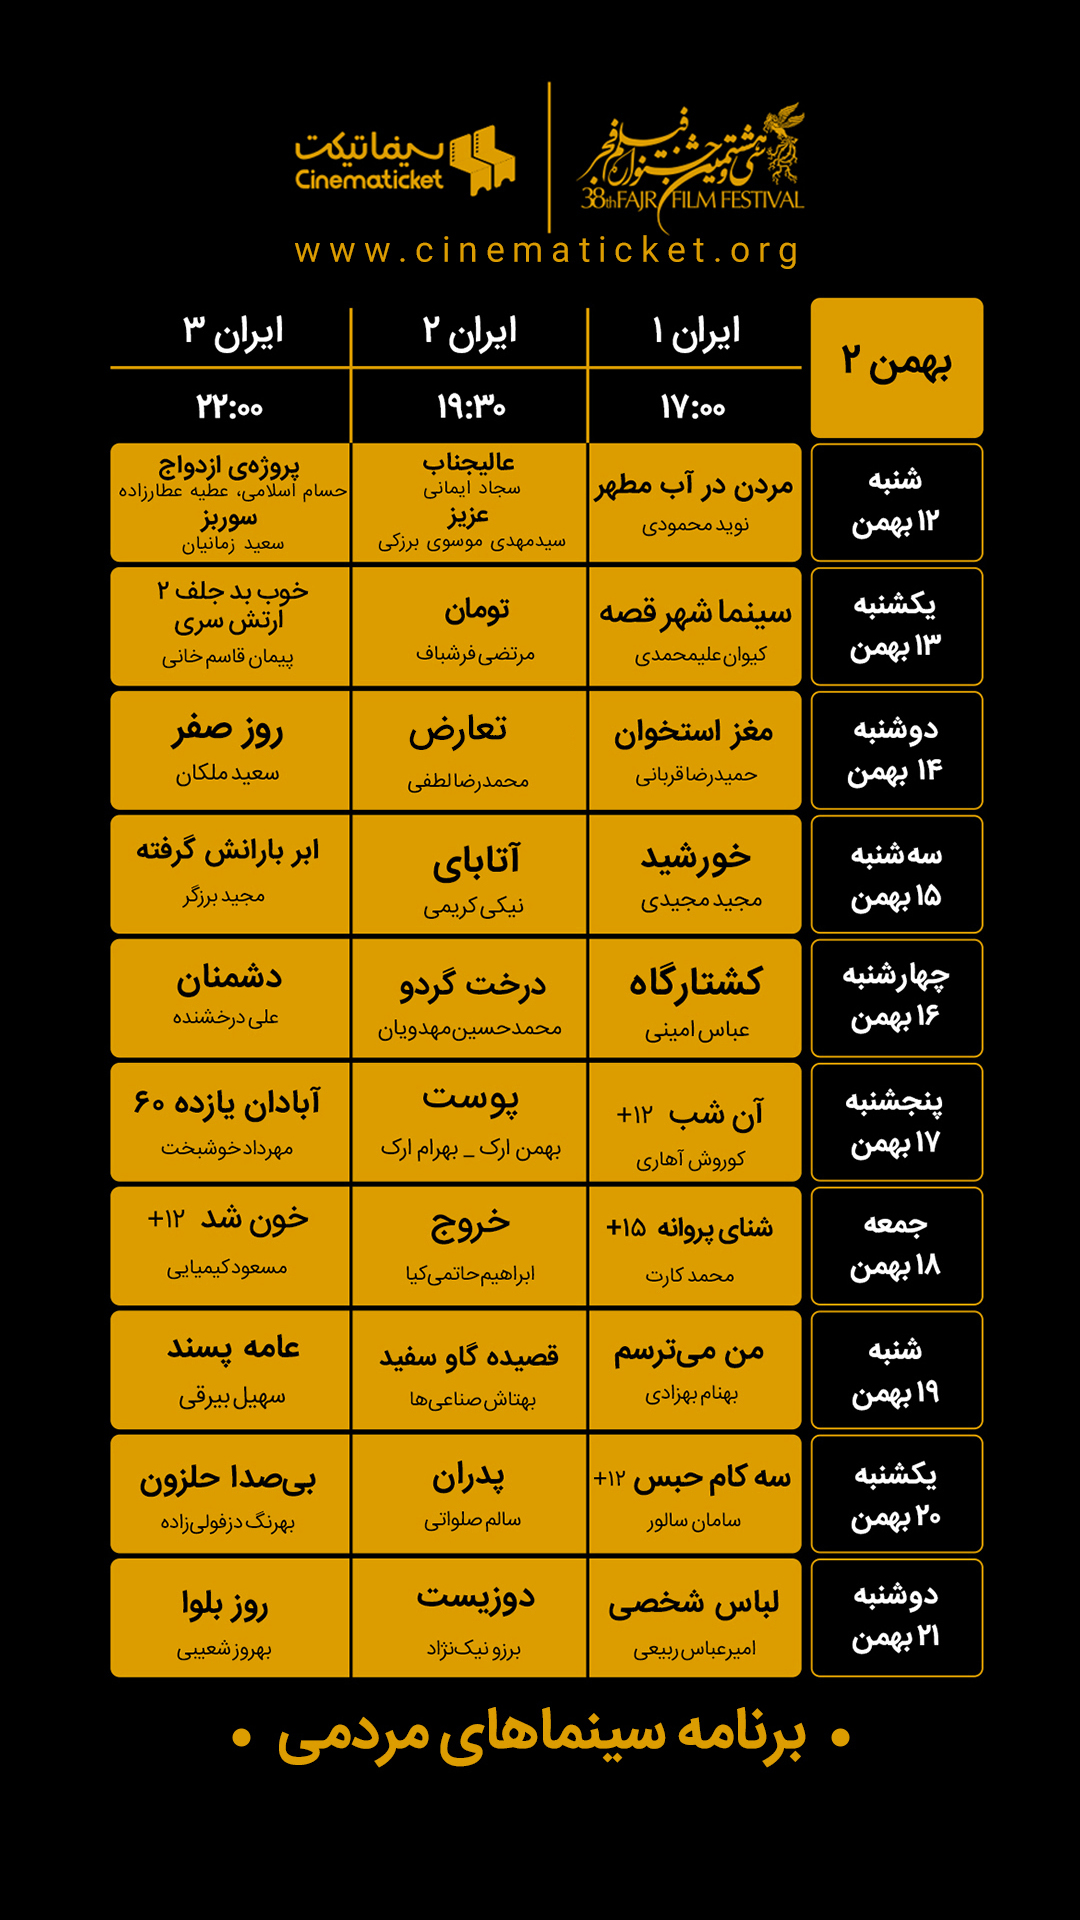 سی‌وهشتمین جشنواره فیلم فجر
38th FAJR FILM FESTIVAL
سینماتیکت
Cinematicket
www.cinematicket.org
بهمن ۲
ایران ۱
ایران ۲
ایران ۳
۱۷:۰۰
۱۹:۳۰
۲۲:۰۰
شنبه
۱۲ بهمن
مردن در آب مطهر
نوید محمودی
عالیجناب
سجاد ایمانی
عزیز
سیدمهدی موسوی برزکی
پروژه‌ی ازدواج
حسام اسلامی، عطیه عطارزاده
سوربز
سعید زمانیان
یکشنبه
۱۳ بهمن
سینما شهر قصه
کیوان علیمحمدی
تومان
مرتضی فرشباف
خوب بد جلف ۲
ارتش سری
پیمان قاسم خانی
دوشنبه
۱۴ بهمن
مغز استخوان
حمیدرضا قربانی
تعارض
محمدرضا لطفی
روز صفر
سعید ملکان
سه شنبه
۱۵ بهمن
خورشید
مجید مجیدی
آتابای
نیکی کریمی
ابر بارانش گرفته
مجید برزگر
چهارشنبه
۱۶ بهمن
کشتارگاه
عباس امینی
درخت گردو
محمدحسین مهدویان
دشمنان
علی درخشنده
پنجشنبه
۱۷ بهمن
آن شب ۱۲+
کوروش آهاری
پوست
بهمن ارک _ بهرام ارک
آبادان یازده ۶۰
مهرداد خوشبخت
جمعه
۱۸ بهمن
شنای پروانه ۱۵+
محمد کارت
خروج
ابراهیم حاتمی‌کیا
خون شد ۱۲+
مسعود کیمیایی
شنبه
۱۹ بهمن
من می‌ترسم
بهنام بهزادی
قصیده گاو سفید
بهتاش صناعی‌ها
عامه پسند
سهیل بیرقی
یکشنبه
۲۰ بهمن
سه کام حبس ۱۲+
سامان سالور
پدران
سالم صلواتی
بی‌صدا حلزون
بهرنگ دزفولی‌زاده
دوشنبه
۲۱ بهمن
لباس شخصی
امیرعباس ربیعی
دوزیست
برزو نیک‌نژاد
روز بلوا
بهروز شعیبی
• برنامه سینماهای مردمی •